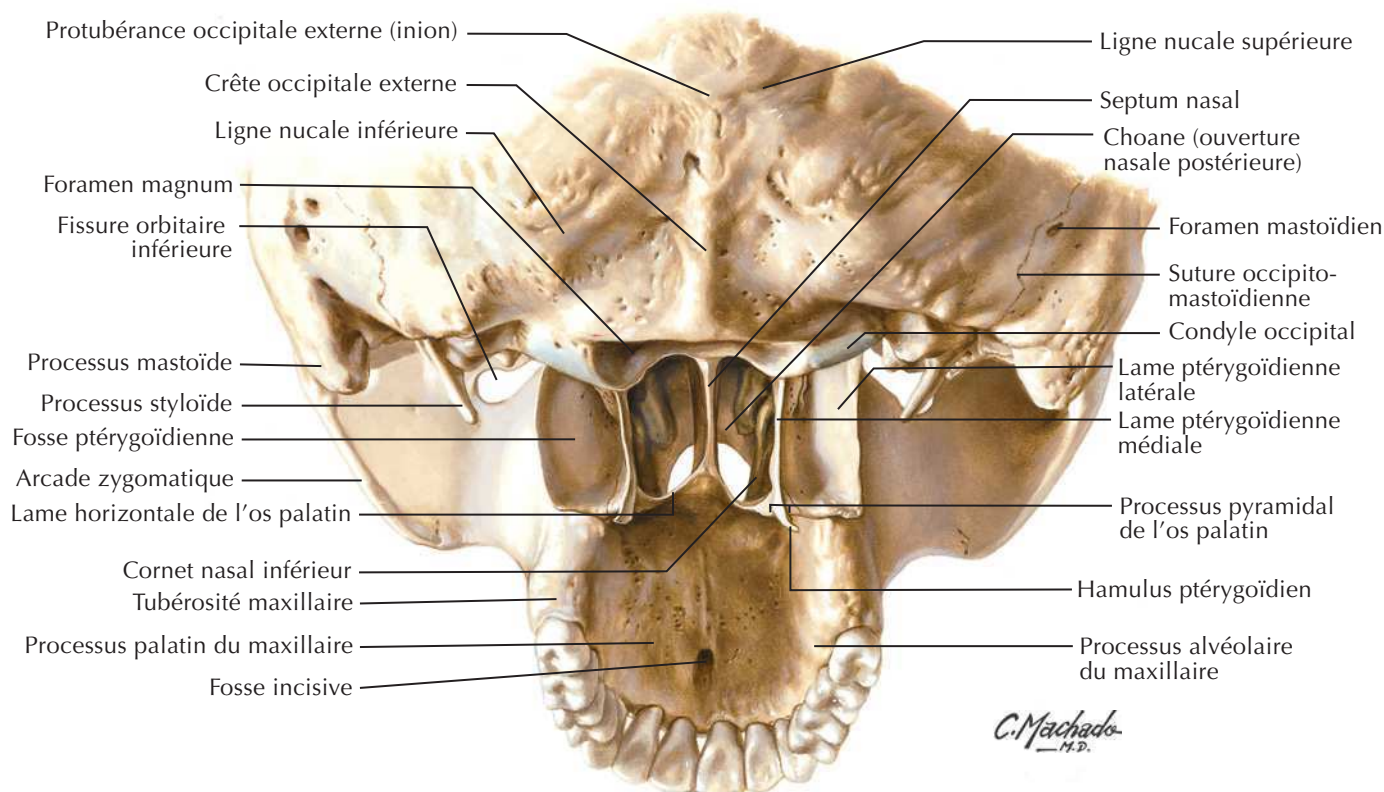 Protubérance occipitale externe (inion)
Crête occipitale externe
Ligne nucale inférieure
Foramen magnum
Fissure orbitaire
inférieure
Processus mastoïde
Processus styloïde
Fosse ptérygoïdienne
Arcade zygomatique
Lame horizontale de l'os palatin
Cornet nasal inférieur
Tubérosité maxillaire
Processus palatin du maxillaire
Fosse incisive
Ligne nucale supérieure
Septum nasal
Choane (ouverture
nasale postérieure)
Foramen mastoïdien
Suture occipito-
mastoïdienne
Condyle occipital
Lame ptérygoïdienne
latérale
Lame ptérygoïdienne
médiale
Processus pyramidal
de l'os palatin
Hamulus ptérygoïdien
Processus alvéolaire
du maxillaire
C.Machado
M.D.